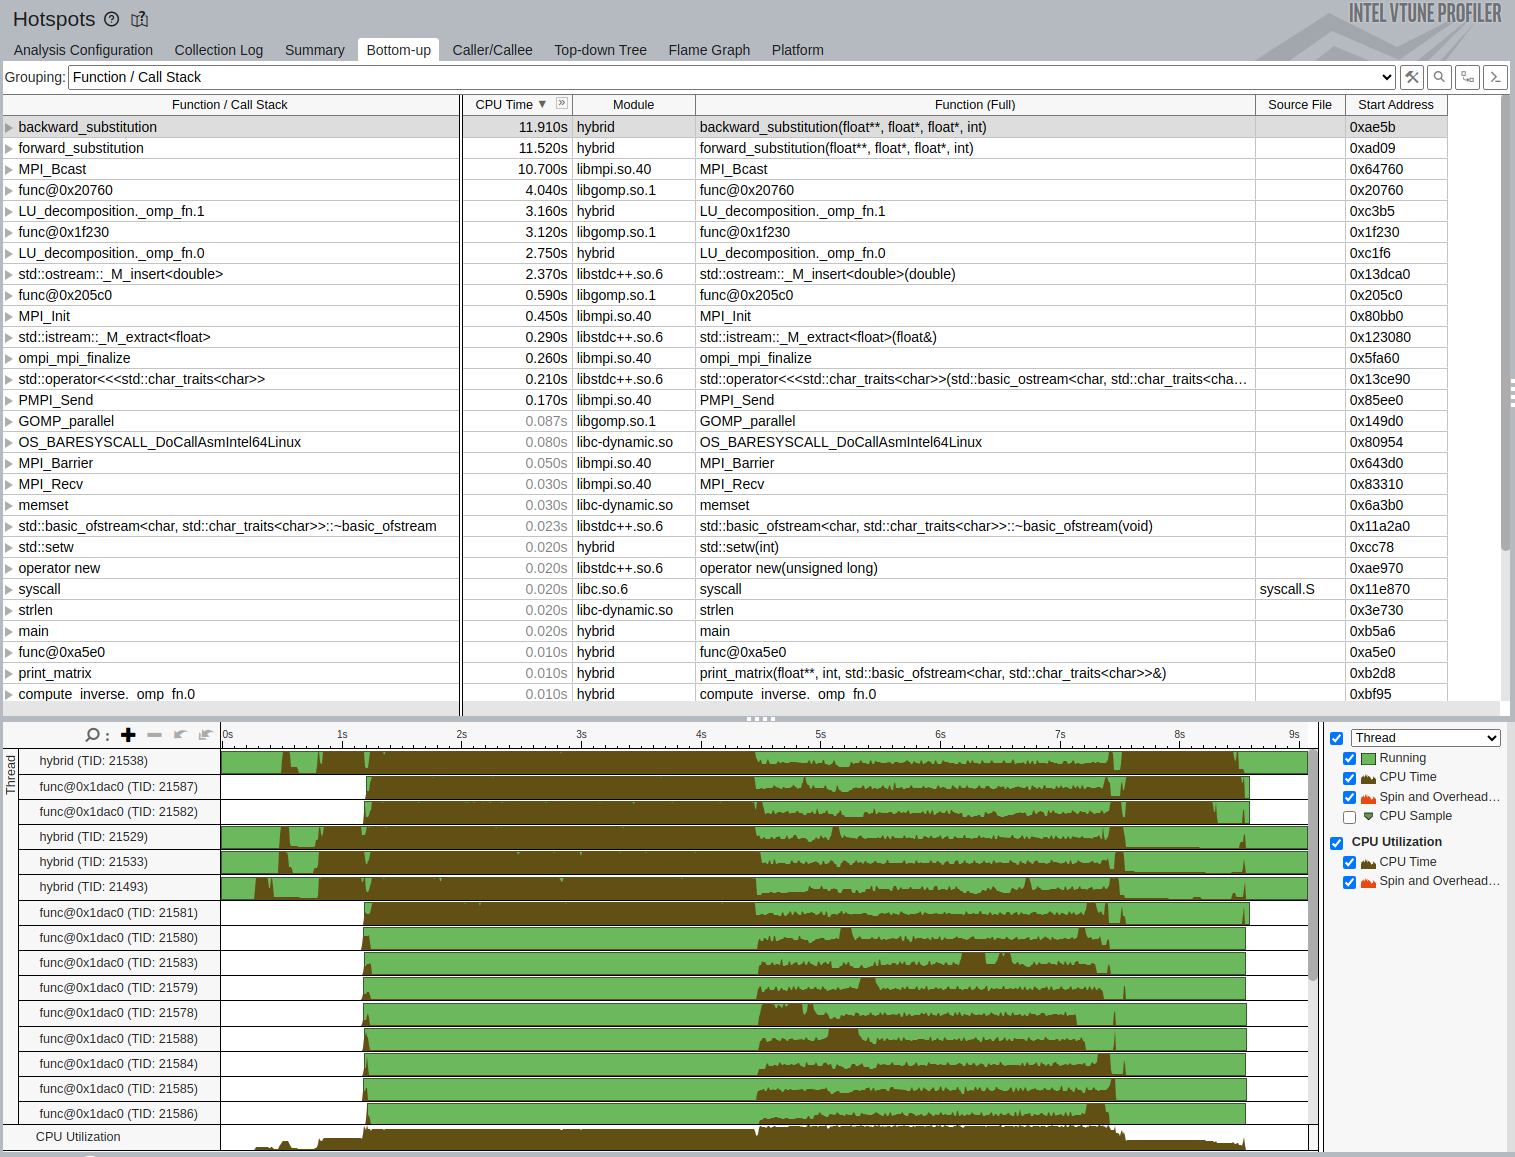 Hotspots
INTEL VTUNE PROFILER
Analysis Configuration Collection Log Summary Bottom-up Caller/Callee Top-down Tree Flame Graph Platform
Grouping: Function / Call Stack
Function / Call Stack CPU Time ▼ » Module Function (Full) Source File Start Address
backward_substitution 11.910s hybrid backward_substitution(float**, float*, float*, int) 0xae5b
forward_substitution 11.520s hybrid forward_substitution(float**, float*, float*, int) 0xad09
MPI_Bcast 10.700s libmpi.so.40 MPI_Bcast 0x64760
func@0x20760 4.040s libgomp.so.1 func@0x20760 0x20760
LU_decomposition._omp_fn.1 3.160s hybrid LU_decomposition._omp_fn.1 0xc3b5
func@0x1f230 3.120s libgomp.so.1 func@0x1f230 0x1f230
LU_decomposition._omp_fn.0 2.750s hybrid LU_decomposition._omp_fn.0 0xc1f6
std::ostream::_M_insert<double> 2.370s libstdc++.so.6 std::ostream::_M_insert<double>(double) 0x13dca0
func@0x205c0 0.590s libgomp.so.1 func@0x205c0 0x205c0
MPI_Init 0.450s libmpi.so.40 MPI_Init 0x80bb0
std::istream::_M_extract<float> 0.290s libstdc++.so.6 std::istream::_M_extract<float>(float&) 0x123080
ompi_mpi_finalize 0.260s libmpi.so.40 ompi_mpi_finalize 0x5fa60
std::operator<<<std::char_traits<char>> 0.210s libstdc++.so.6 std::operator<<<std::char_traits<char>>(std::basic_ostream<char, std::char_traits<cha… 0x13ce90
PMPI_Send 0.170s libmpi.so.40 PMPI_Send 0x85ee0
GOMP_parallel 0.087s libgomp.so.1 GOMP_parallel 0x149d0
OS_BARESYSCALL_DoCallAsmIntel64Linux 0.080s libc-dynamic.so OS_BARESYSCALL_DoCallAsmIntel64Linux 0x80954
MPI_Barrier 0.050s libmpi.so.40 MPI_Barrier 0x643d0
MPI_Recv 0.030s libmpi.so.40 MPI_Recv 0x83310
memset 0.030s libc-dynamic.so memset 0x6a3b0
std::basic_ofstream<char, std::char_traits<char>>::~basic_ofstream 0.023s libstdc++.so.6 std::basic_ofstream<char, std::char_traits<char>>::~basic_ofstream(void) 0x11a2a0
std::setw 0.020s hybrid std::setw(int) 0xcc78
operator new 0.020s libstdc++.so.6 operator new(unsigned long) 0xae970
syscall 0.020s libc.so.6 syscall syscall.S 0x11e870
strlen 0.020s libc-dynamic.so strlen 0x3e730
main 0.020s hybrid main 0xb5a6
func@0xa5e0 0.010s hybrid func@0xa5e0 0xa5e0
print_matrix 0.010s hybrid print_matrix(float**, int, std::basic_ofstream<char, std::char_traits<char>>&) 0xb2d8
compute_inverse._omp_fn.0 0.010s hybrid compute_inverse._omp_fn.0 0xbf95
0s 1s 2s 3s 4s 5s 6s 7s 8s 9s
Thread
hybrid (TID: 21538)
func@0x1dac0 (TID: 21587)
func@0x1dac0 (TID: 21582)
hybrid (TID: 21529)
hybrid (TID: 21533)
hybrid (TID: 21493)
func@0x1dac0 (TID: 21581)
func@0x1dac0 (TID: 21580)
func@0x1dac0 (TID: 21583)
func@0x1dac0 (TID: 21579)
func@0x1dac0 (TID: 21578)
func@0x1dac0 (TID: 21588)
func@0x1dac0 (TID: 21584)
func@0x1dac0 (TID: 21585)
func@0x1dac0 (TID: 21586)
CPU Utilization
Thread
Running
CPU Time
Spin and Overhead…
CPU Sample
CPU Utilization
CPU Time
Spin and Overhead…